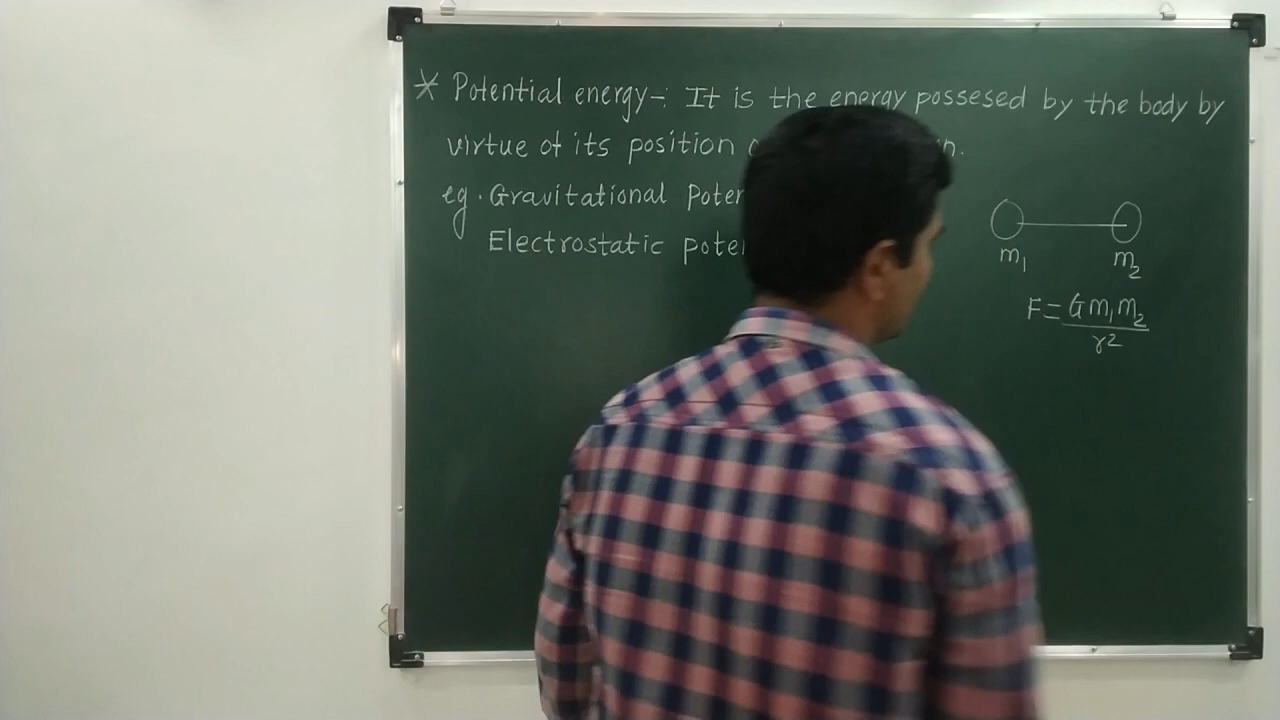 * Potential energy-: It is the energy possesed by the body by
virtue of its position
eg. Gravitational
Electrostatic
m1 m2
F = Gm1m2
r2